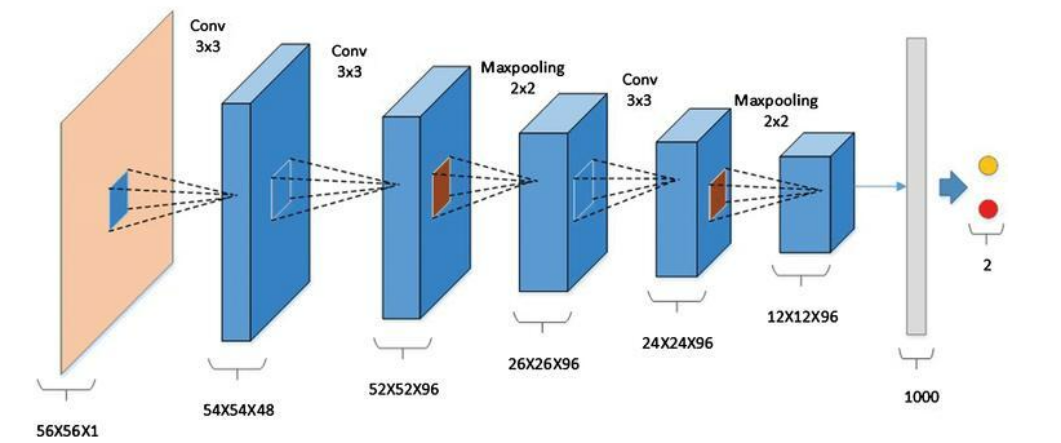 Conv
3x3
Conv
3x3
Maxpooling
2x2
Conv
3x3
Maxpooling
2x2
56X56X1
54X54X48
52X52X96
26X26X96
24X24X96
12X12X96
1000
2